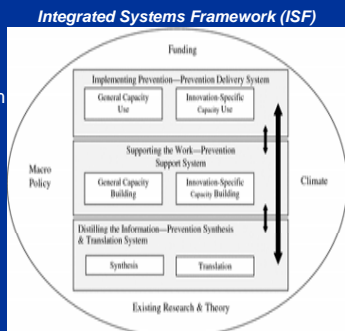 Integrated Systems Framework (ISF)
Funding
Implementing Prevention—Prevention Delivery System
General Capacity
Use
Innovation-Specific
Capacity Use
Supporting the Work—Prevention
Support System
General Capacity
Building
Innovation-Specific
Capacity Building
Macro
Policy
Climate
Distilling the Information—Prevention Synthesis
& Translation System
Synthesis
Translation
Existing Research & Theory